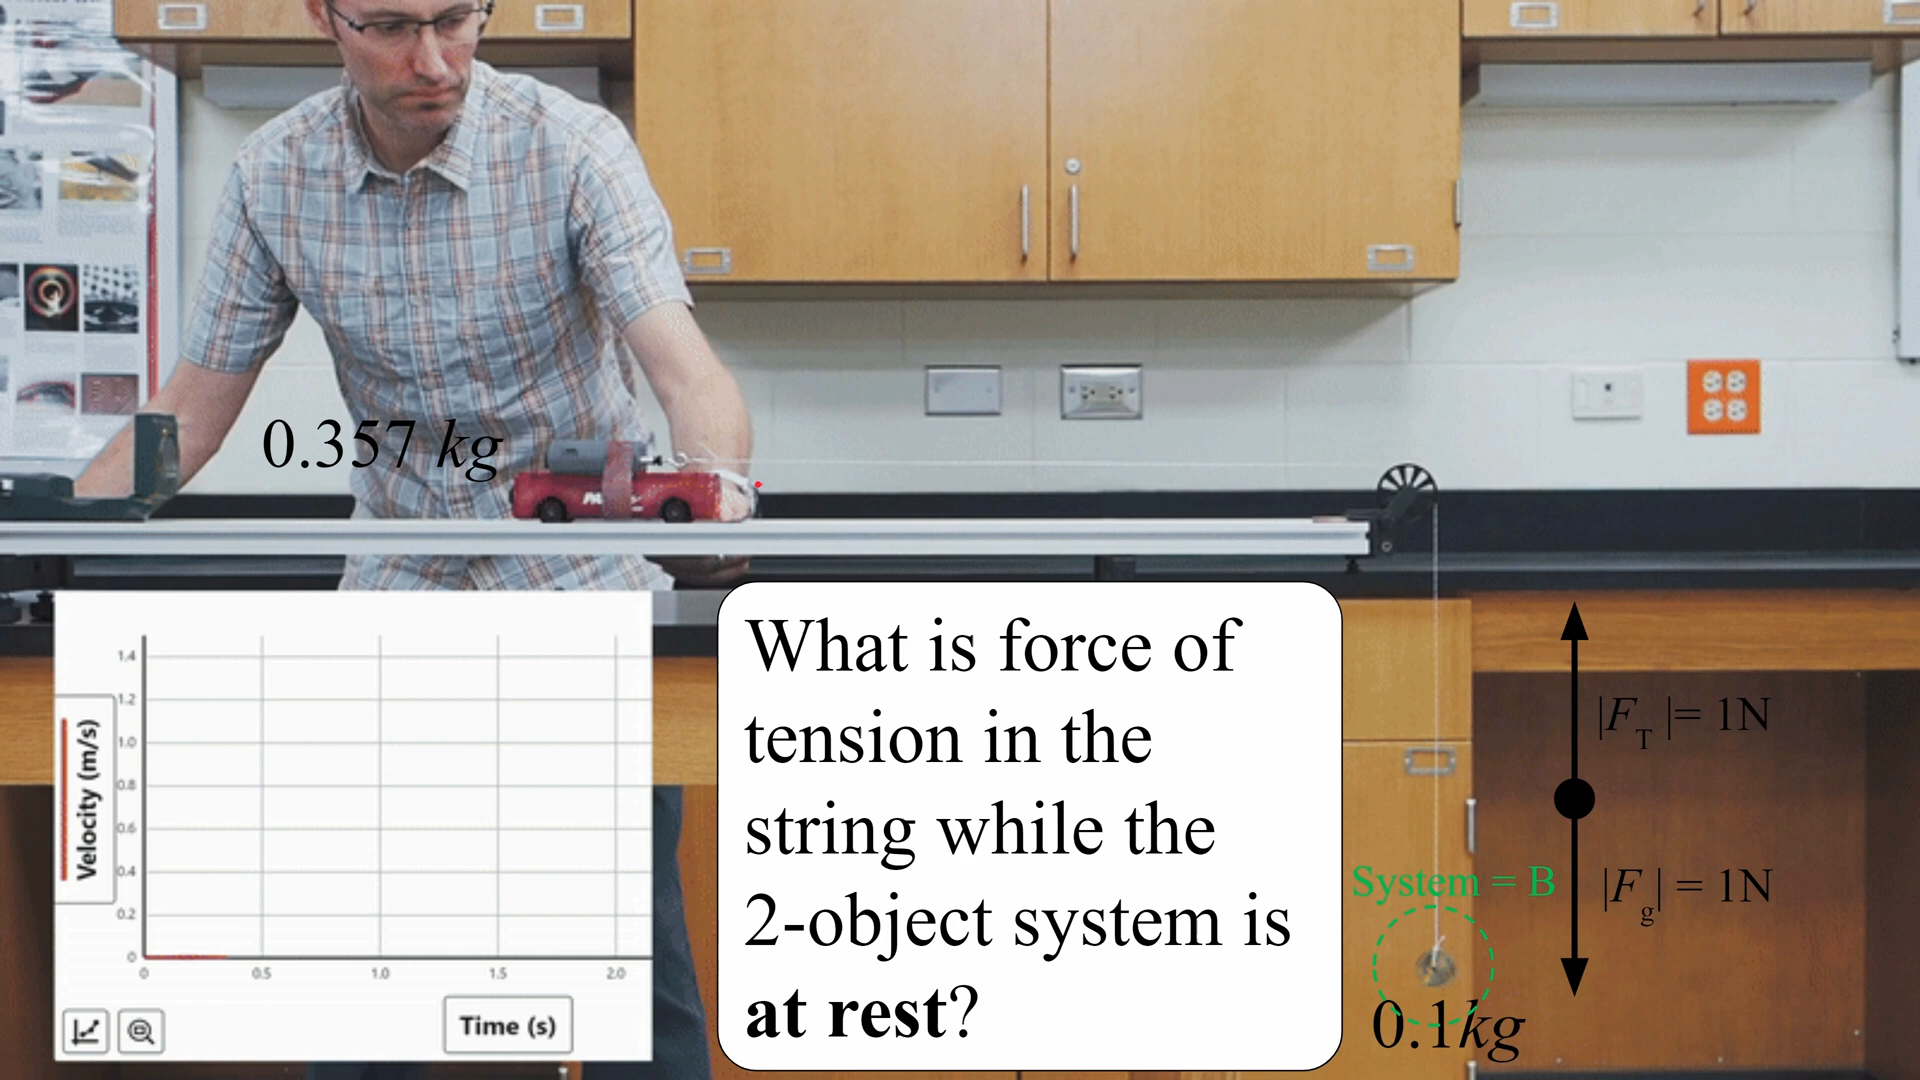 0.357 kg
PA
What is force of
tension in the
string while the
2-object system is
at rest?
|F_T |= 1N
|F_g| = 1N
System = B
0.1kg
Velocity (m/s)
1.4
1.2
1.0
0.8
0.6
0.4
0.2
0
0 0.5 1.0 1.5 2.0
Time (s)